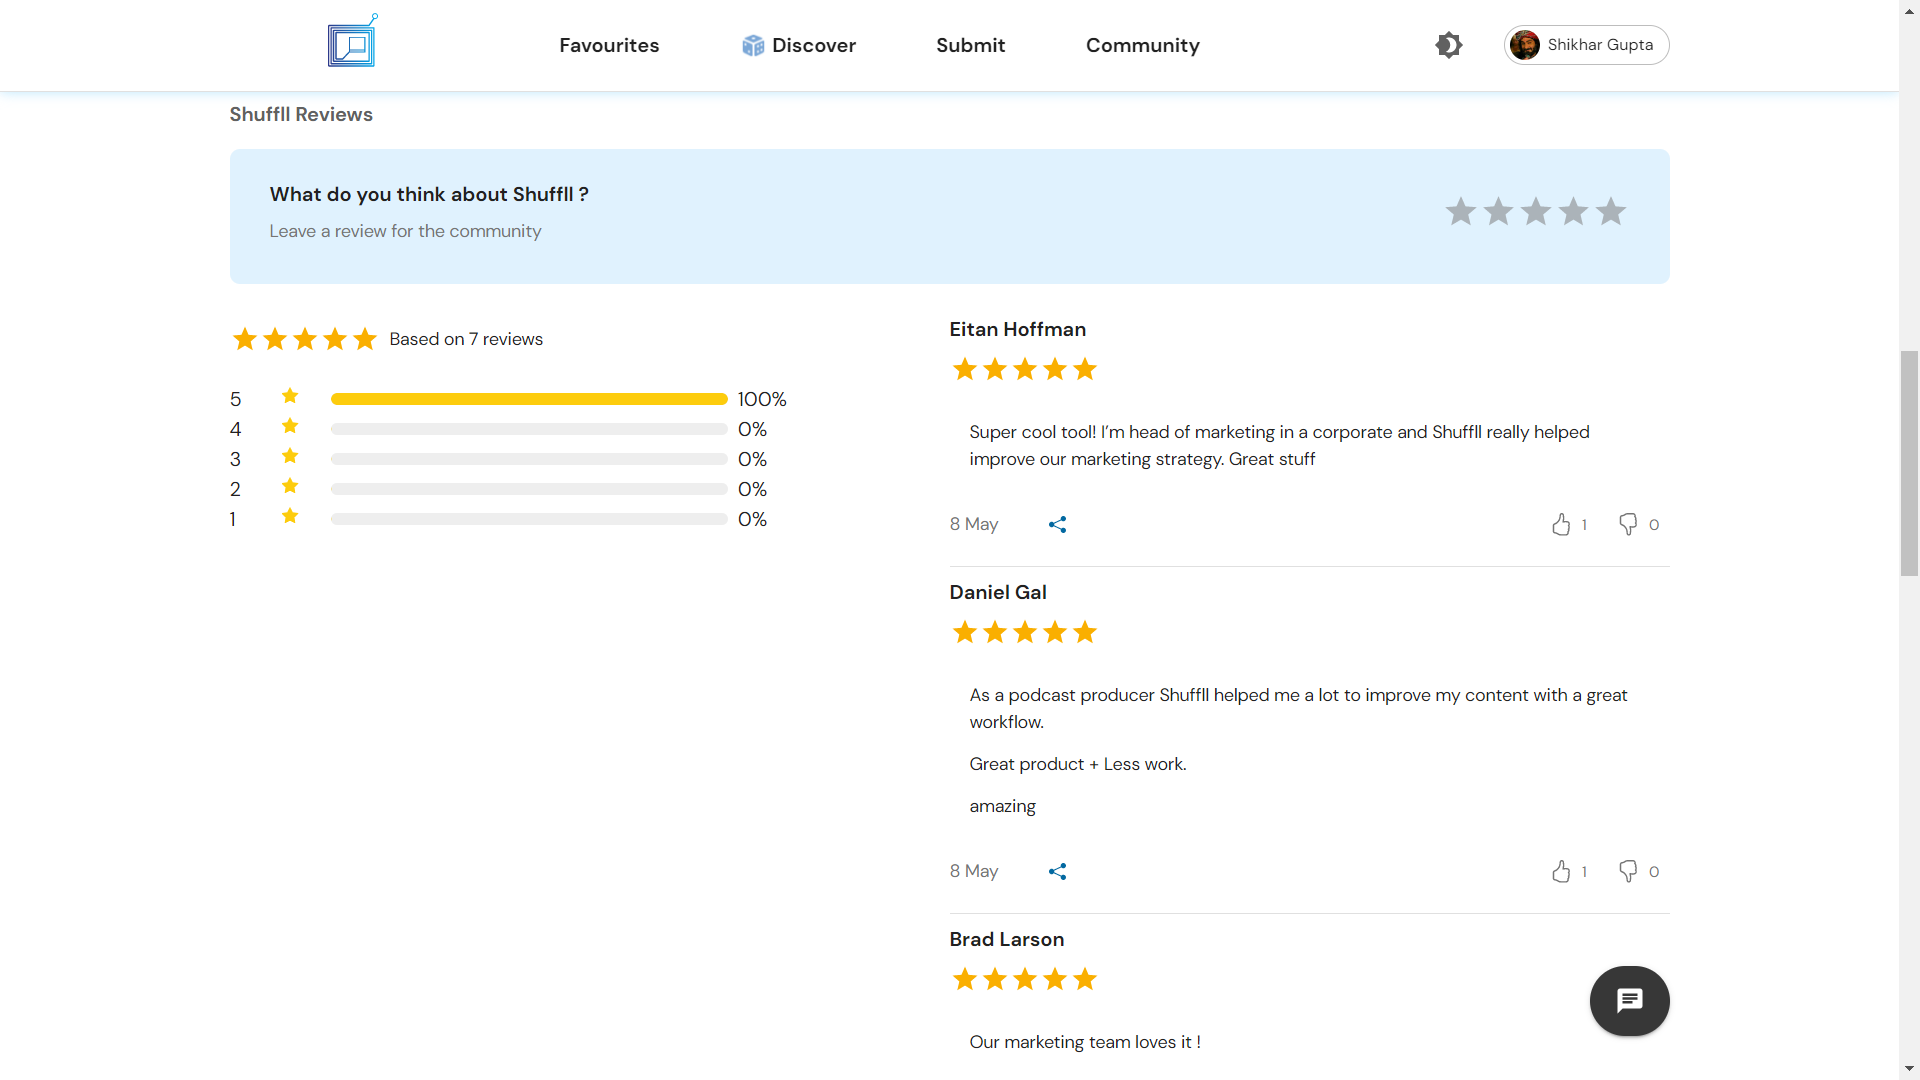 Favourites
Discover
Submit
Community
Shikhar Gupta
Shuffll Reviews
What do you think about Shuffll ?
Leave a review for the community
Based on 7 reviews
5 100%
4 0%
3 0%
2 0%
1 0%
Eitan Hoffman
Super cool tool! I’m head of marketing in a corporate and Shuffll really helped
improve our marketing strategy. Great stuff
8 May
1 0
Daniel Gal
As a podcast producer Shuffll helped me a lot to improve my content with a great
workflow.
Great product + Less work.
amazing
8 May
1 0
Brad Larson
Our marketing team loves it !